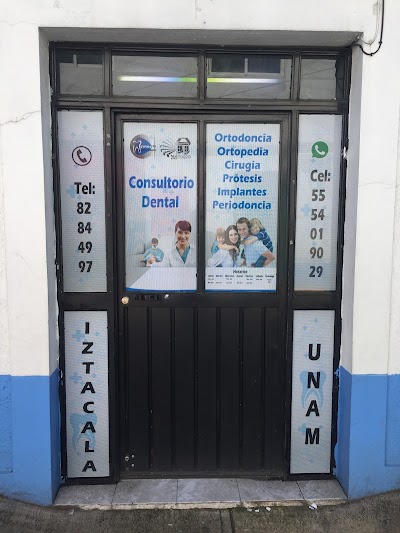 Tel:
82
84
49
97
Consultorio
Dental
Ortodoncia
Ortopedia
Cirugía
Prótesis
Implantes
Periodoncia
Cel:
55
54
01
90
29
IZTACALA
UNAM